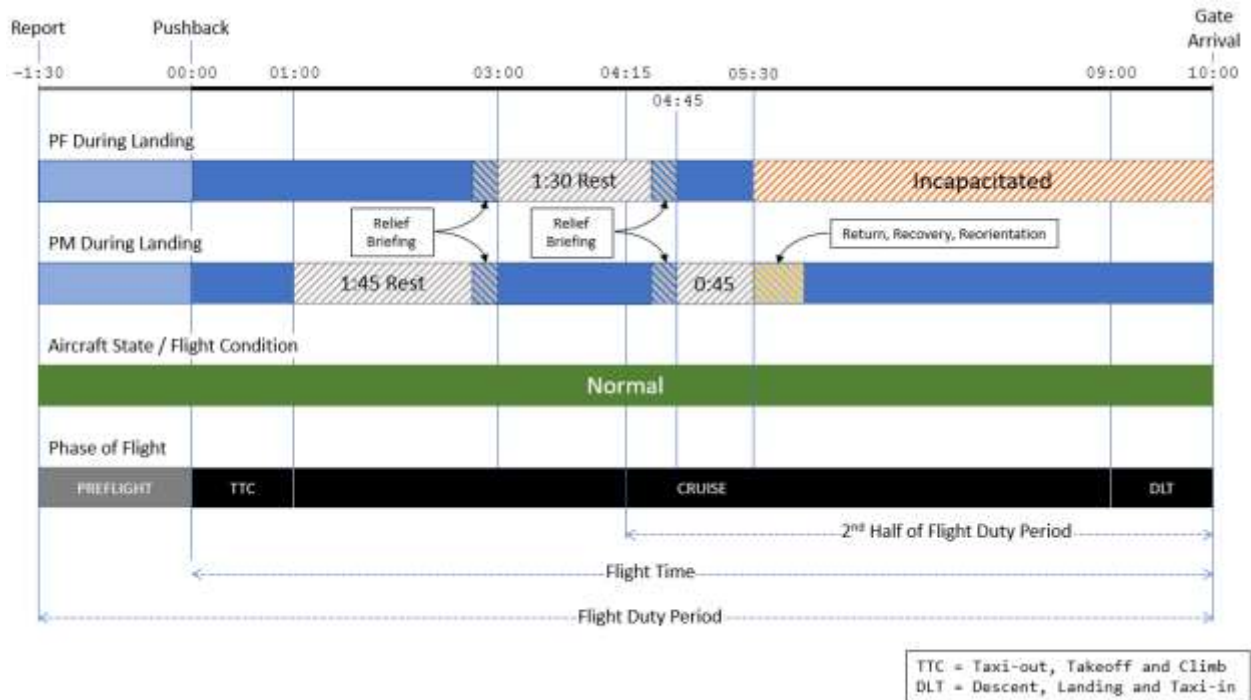 Report
Pushback
Gate
Arrival
-1:30
00:00
01:00
03:00
04:15
05:30
09:00
10:00
04:45
PF During Landing
1:30 Rest
Incapacitated
Relief
Briefing
Relief
Briefing
Return, Recovery, Reorientation
PM During Landing
1:45 Rest
0:45
Aircraft State / Flight Condition
Normal
Phase of Flight
PREFLIGHT
TTC
CRUISE
DLT
2nd Half of Flight Duty Period
Flight Time
Flight Duty Period
TTC = Taxi-out, Takeoff and Climb
DLT = Descent, Landing and Taxi-in